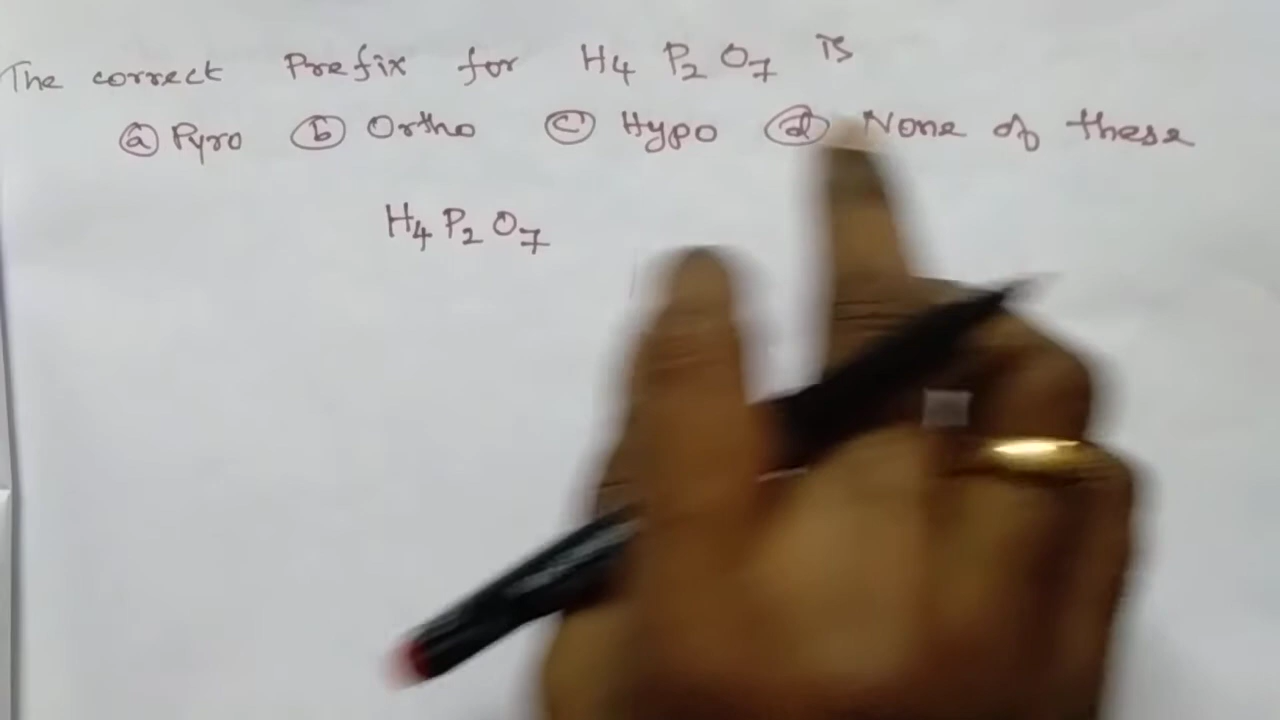 The correct Prefix for H4 P2 O7 is
(a) Pyro (b) Ortho (c) Hypo (d) None of these
H4 P2 O7